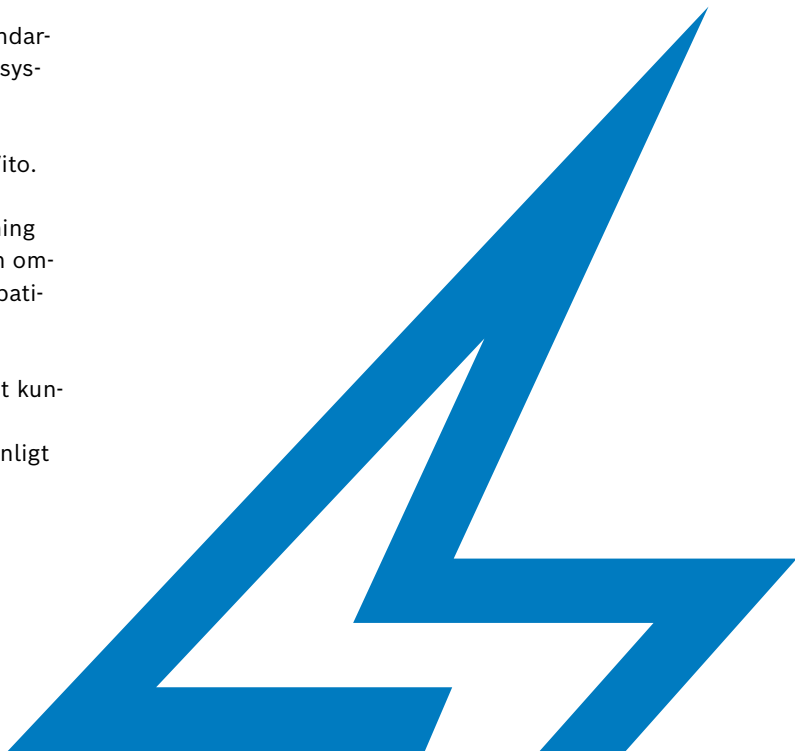 ndar-
sys-
ito.
ing
om-
pati-
t kun-
nligt